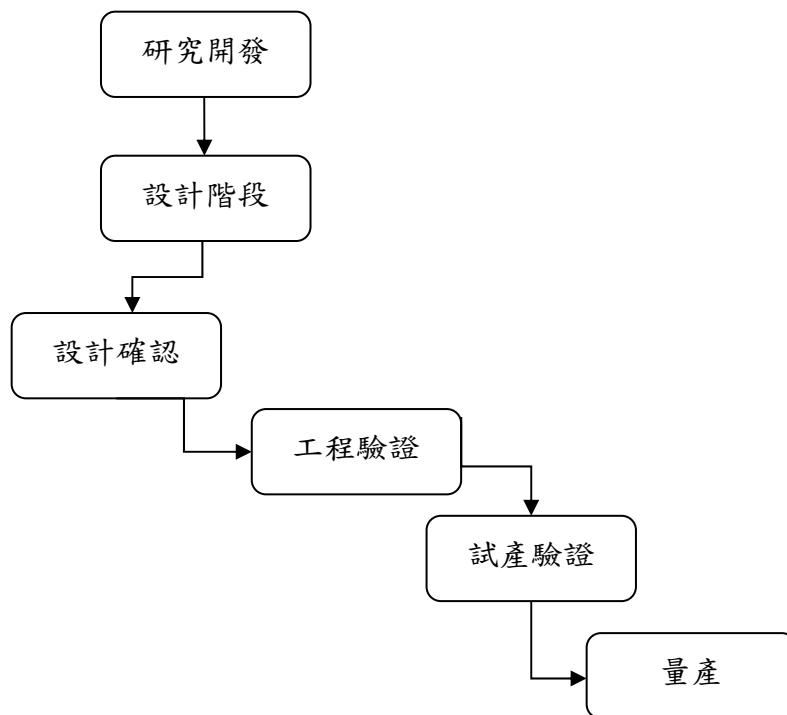 研究開發
設計階段
設計確認
工程驗證
試產驗證
量產